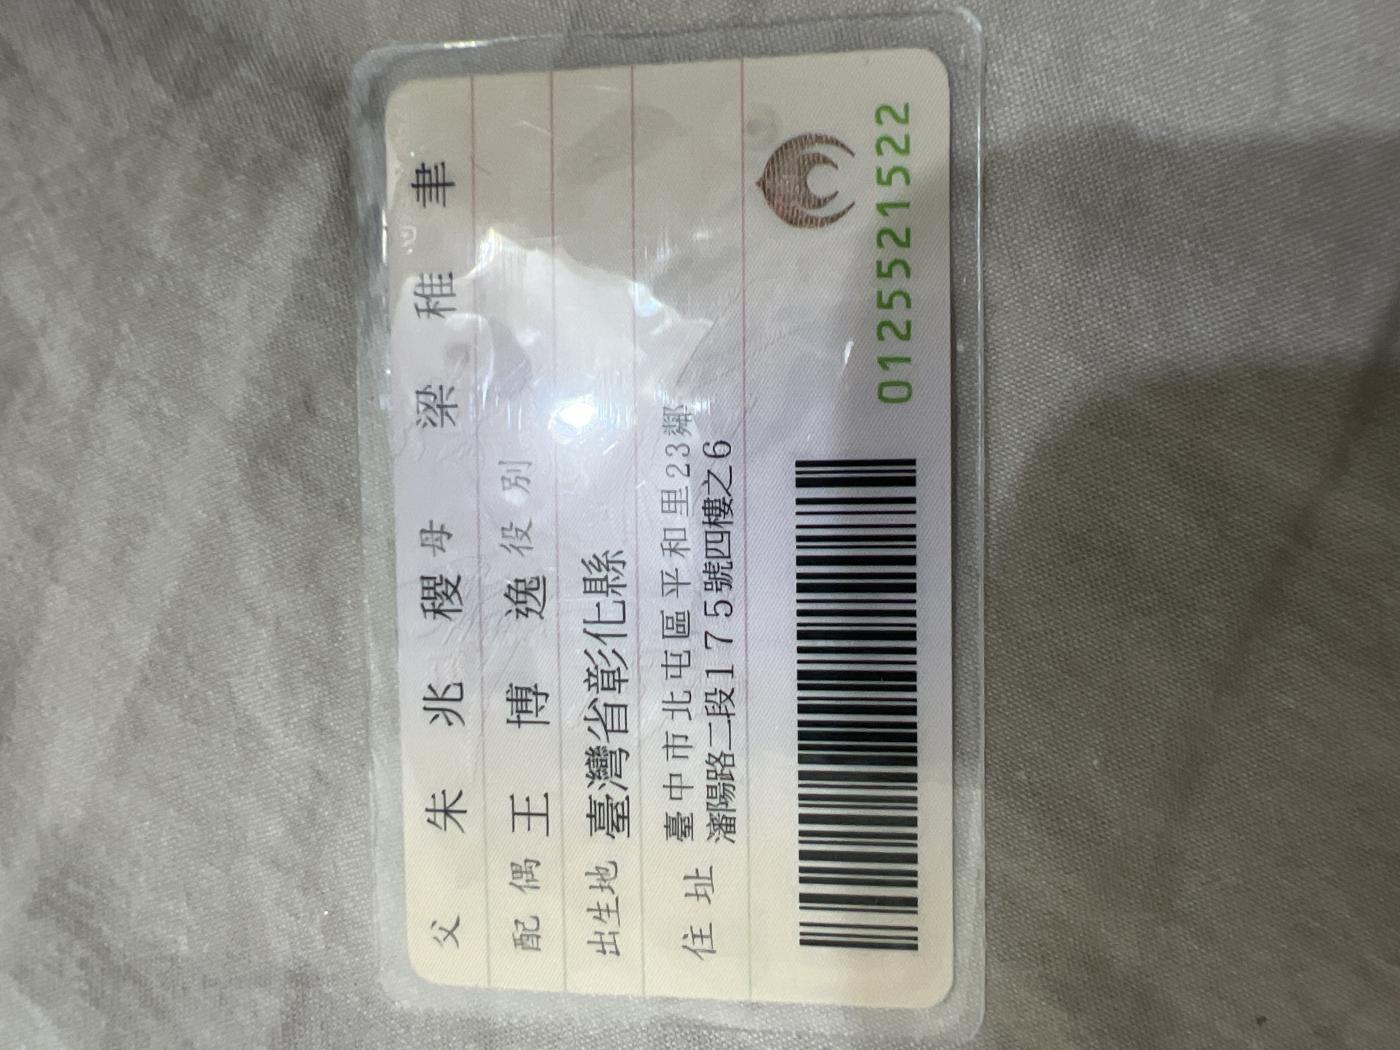 父 朱兆稷 母 梁稚聿
配偶 王博逸 役別
出生地 臺灣省彰化縣
住址 臺中市北屯區平和里23鄰
瀋陽路二段175號四樓之6
0125521522